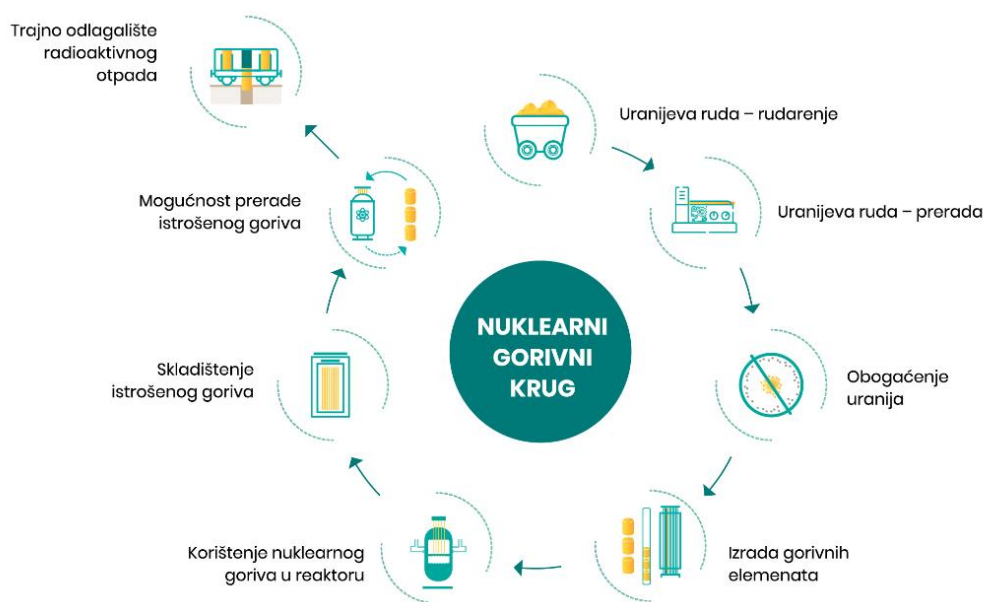 Trajno odlagalište
radioaktivnog
otpada
Uranijeva ruda – rudarenje
Mogućnost prerade
istrošenog goriva
Uranijeva ruda – prerada
NUKLEARNI
GORIVNI
KRUG
Skladištenje
istrošenog goriva
Obogaćenje
uranija
Korištenje nuklearnog
goriva u reaktoru
Izrada gorivnih
elemenata